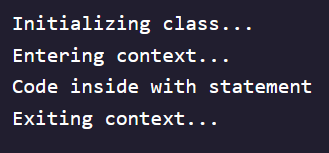 Initializing class...
Entering context...
Code inside with statement
Exiting context...